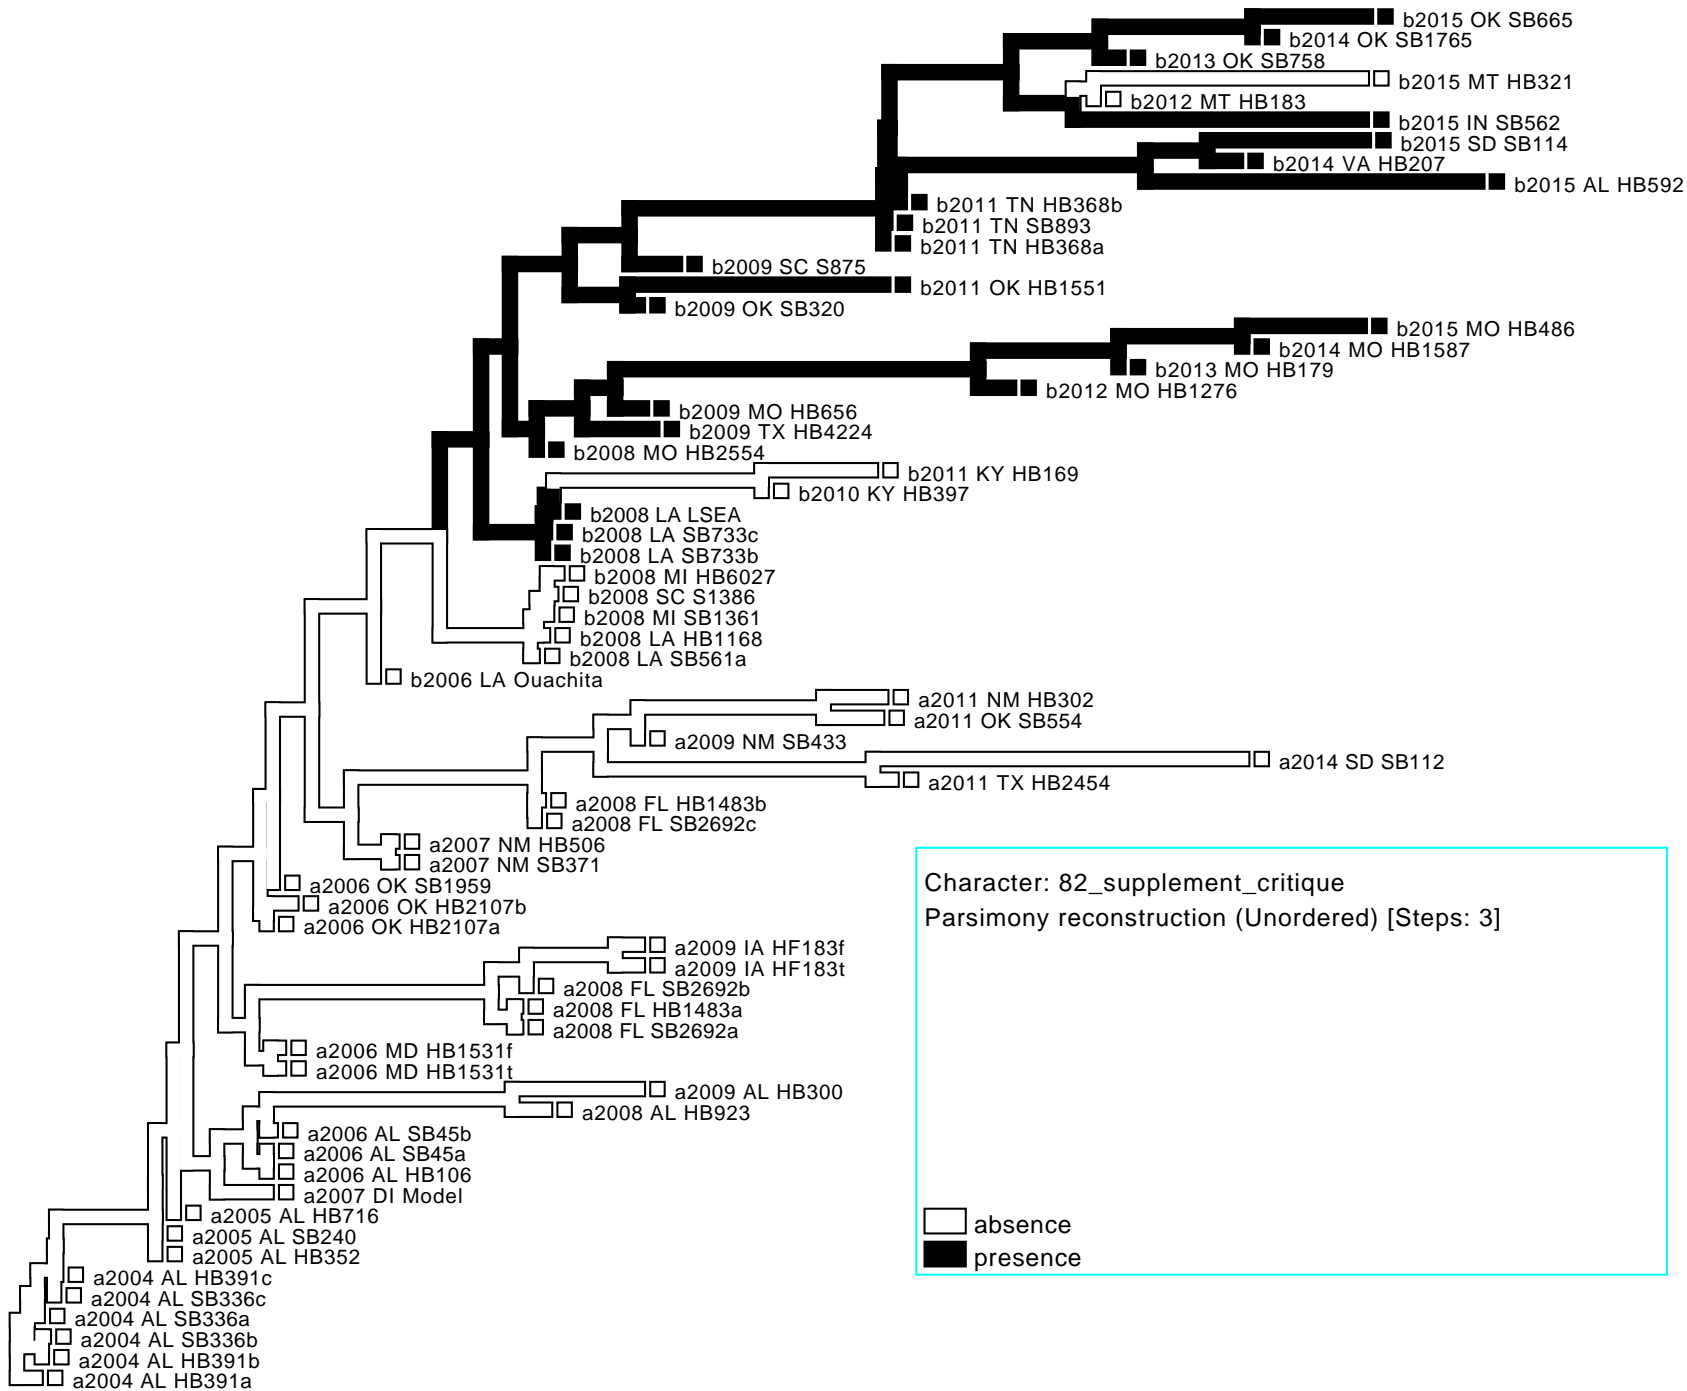 b2015 OK SB665
b2014 OK SB1765
b2013 OK SB758
b2015 MT HB321
b2012 MT HB183
b2015 IN SB562
b2015 SD SB114
b2014 VA HB207
b2015 AL HB592
b2011 TN HB368b
b2011 TN SB893
b2011 TN HB368a
b2009 SC S875
b2011 OK HB1551
b2009 OK SB320
b2015 MO HB486
b2014 MO HB1587
b2013 MO HB179
b2012 MO HB1276
b2009 MO HB656
b2009 TX HB4224
b2008 MO HB2554
b2011 KY HB169
b2010 KY HB397
b2008 LA LSEA
b2008 LA SB733c
b2008 LA SB733b
b2008 MI HB6027
b2008 SC S1386
b2008 MI SB1361
b2008 LA HB1168
b2008 LA SB561a
b2006 LA Ouachita
a2011 NM HB302
a2011 OK SB554
a2009 NM SB433
a2014 SD SB112
a2011 TX HB2454
a2008 FL HB1483b
a2008 FL SB2692c
a2007 NM HB506
a2007 NM SB371
a2006 OK SB1959
a2006 OK HB2107b
a2006 OK HB2107a
a2009 IA HF183f
a2009 IA HF183t
a2008 FL SB2692b
a2008 FL HB1483a
a2008 FL SB2692a
a2006 MD HB1531f
a2006 MD HB1531t
a2009 AL HB300
a2008 AL HB923
a2006 AL SB45b
a2006 AL SB45a
a2006 AL HB106
a2007 DI Model
a2005 AL HB716
a2005 AL SB240
a2005 AL HB352
a2004 AL HB391c
a2004 AL SB336c
a2004 AL SB336a
a2004 AL SB336b
a2004 AL HB391b
a2004 AL HB391a
Character: 82_supplement_critique
Parsimony reconstruction (Unordered) [Steps: 3]
absence
presence